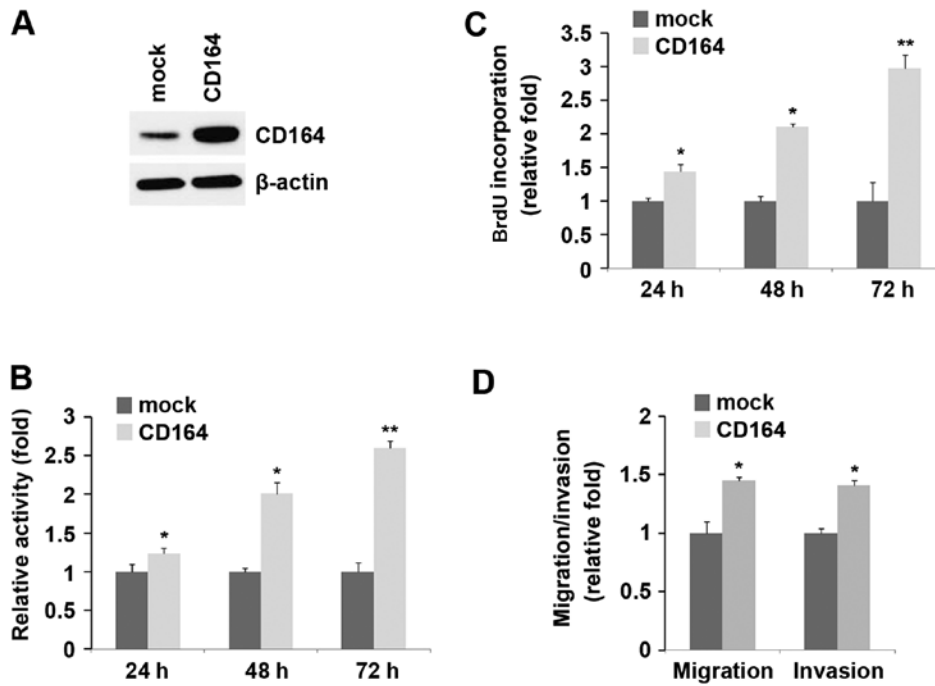 A
mock
CD164
CD164
β-actin
B
Relative activity (fold)
mock
CD164
3
2.5
2
1.5
1
0.5
0
*
*
**
24 h
48 h
72 h
C
BrdU incorporation
(relative fold)
mock
CD164
3.5
3
2.5
2
1.5
1
0.5
0
*
*
**
24 h
48 h
72 h
D
Migration/invasion
(relative fold)
mock
CD164
2
1.5
1
0.5
0
*
*
Migration
Invasion